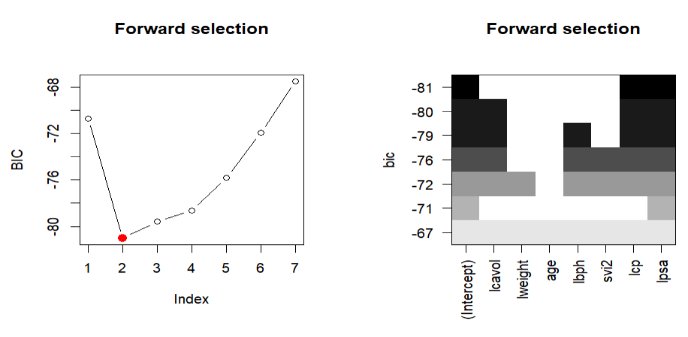 Forward selection
BIC
-68
-72
-76
-80
1 2 3 4 5 6 7
Index
Forward selection
bic
-81
-80
-79
-76
-72
-71
-67
(Intercept)
lcavol
lweight
age
lbph
svi2
lcp
lpsa